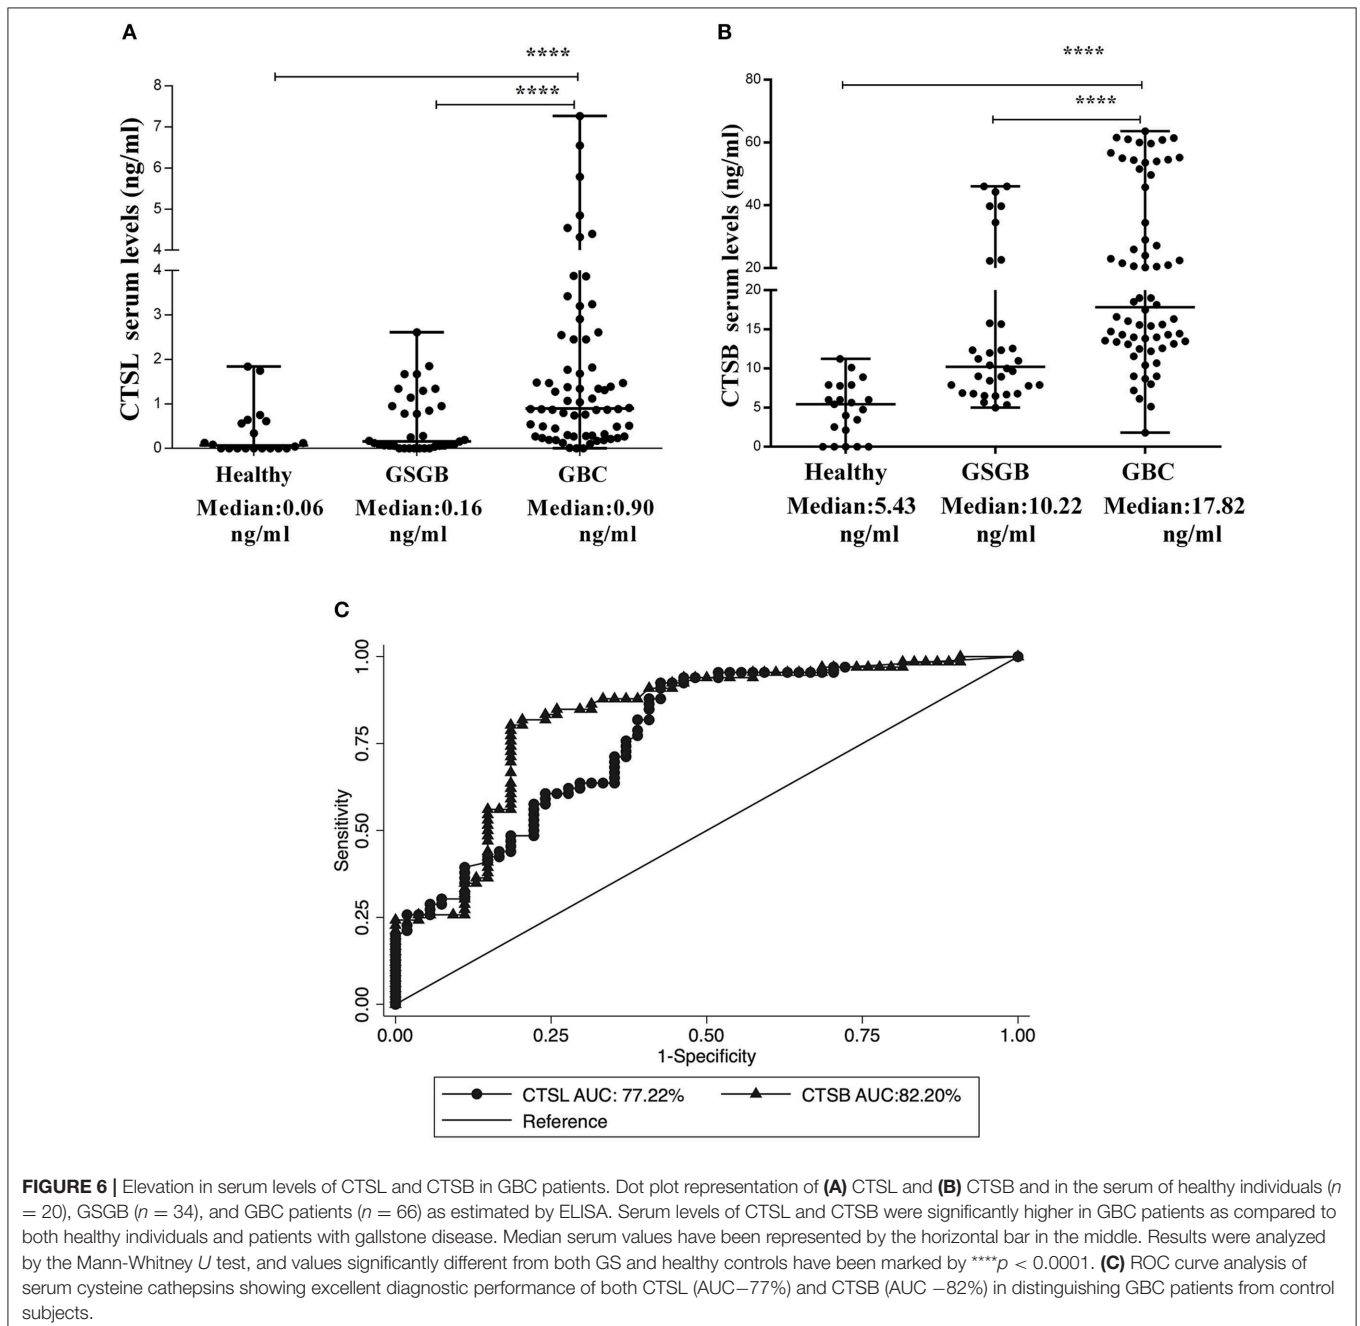 A
****
****
CTSL serum levels (ng/ml)
8
7
6
5
4
4
3
2
1
0
Healthy GSGB GBC
Median:0.06 Median:0.16 Median:0.90
ng/ml ng/ml ng/ml
B
****
****
CTSB serum levels (ng/ml)
80
60
40
20
20
15
10
5
0
Healthy GSGB GBC
Median:5.43 Median:10.22 Median:17.82
ng/ml ng/ml ng/ml
C
Sensitivity
1.00
0.75
0.50
0.25
0.00
0.00 0.25 0.50 0.75 1.00
1-Specificity
CTSL AUC: 77.22% CTSB AUC:82.20%
Reference
FIGURE 6 | Elevation in serum levels of CTSL and CTSB in GBC patients. Dot plot representation of (A) CTSL and (B) CTSB and in the serum of healthy individuals (n
= 20), GSGB (n = 34), and GBC patients (n = 66) as estimated by ELISA. Serum levels of CTSL and CTSB were significantly higher in GBC patients as compared to
both healthy individuals and patients with gallstone disease. Median serum values have been represented by the horizontal bar in the middle. Results were analyzed
by the Mann-Whitney U test, and values significantly different from both GS and healthy controls have been marked by ****p < 0.0001. (C) ROC curve analysis of
serum cysteine cathepsins showing excellent diagnostic performance of both CTSL (AUC−77%) and CTSB (AUC −82%) in distinguishing GBC patients from control
subjects.